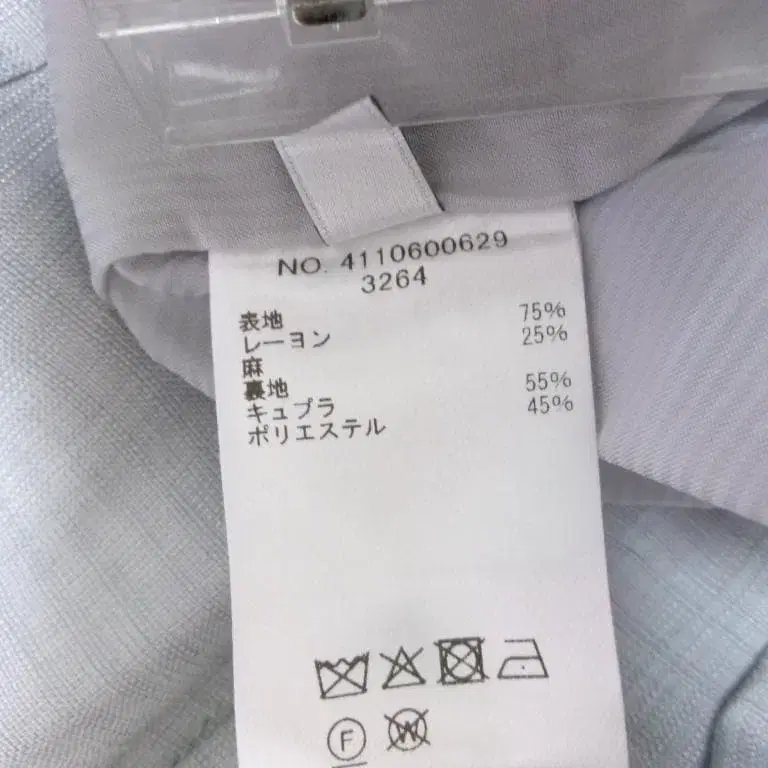 NO. 4110600629
3264
表地
レーヨン 75%
麻 25%
裏地
キュプラ 55%
ポリエステル 45%
F
W